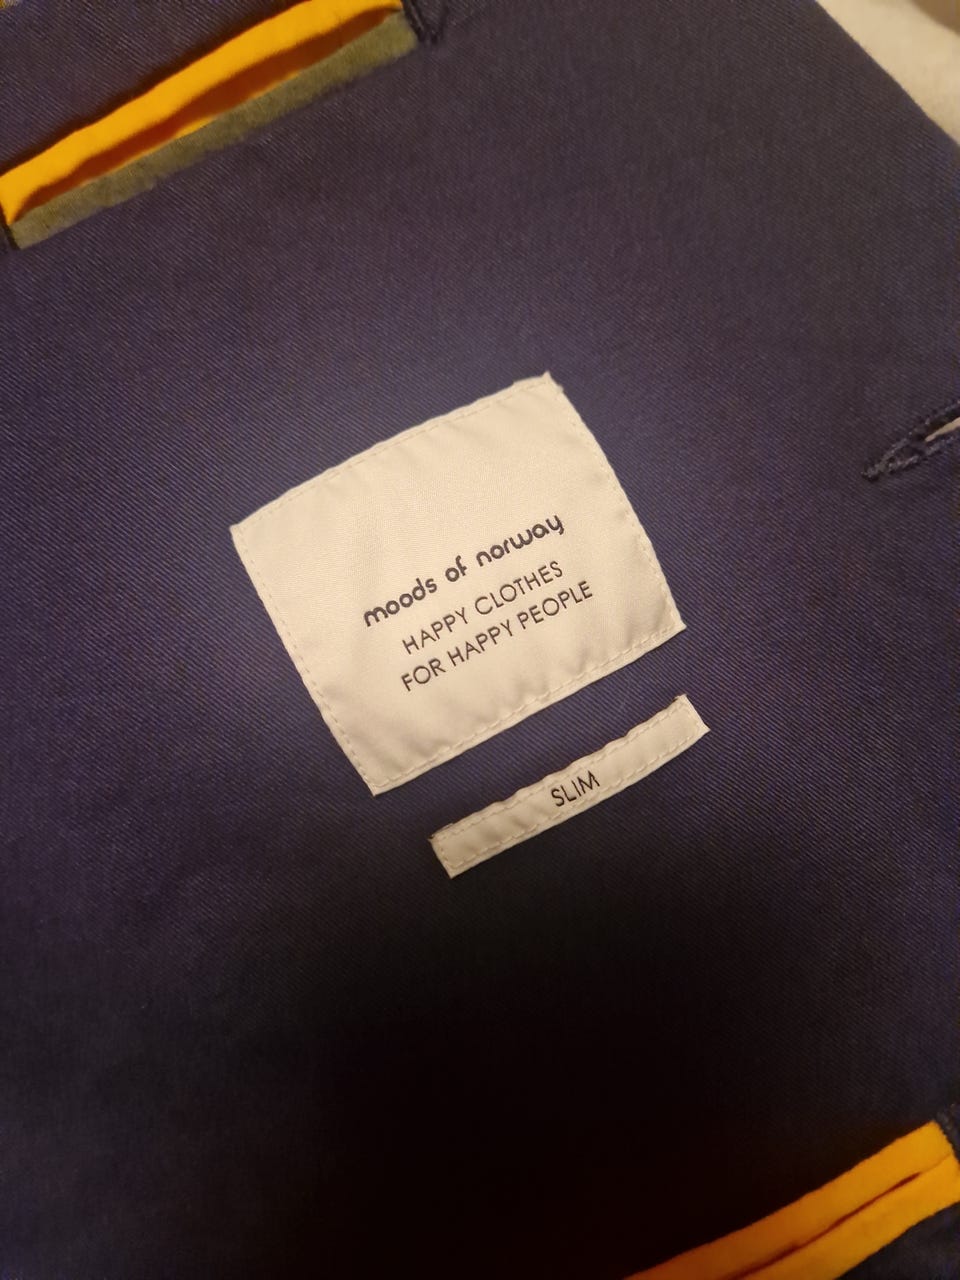 moods of norway
HAPPY CLOTHES
FOR HAPPY PEOPLE
SLIM